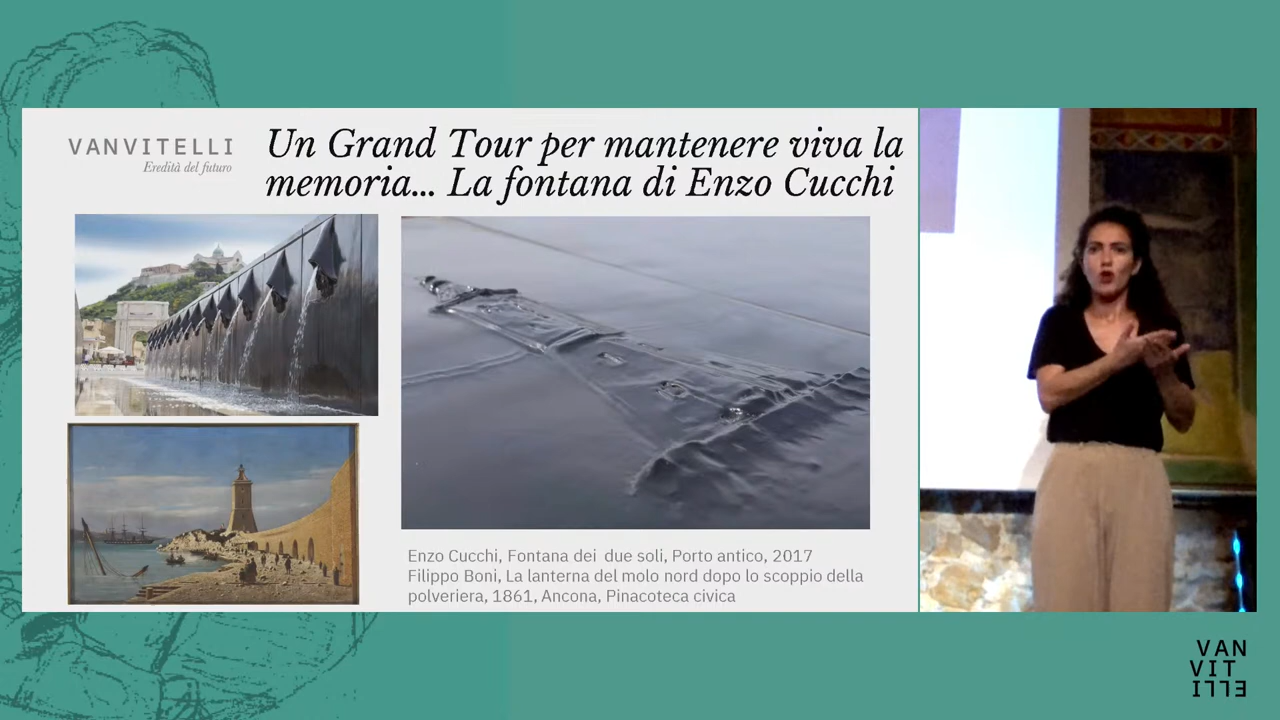 VANVITELLI
Eredità del futuro
Un Grand Tour per mantenere viva la
memoria... La fontana di Enzo Cucchi
Enzo Cucchi, Fontana dei due soli, Porto antico, 2017
Filippo Boni, La lanterna del molo nord dopo lo scoppio della
polveriera, 1861, Ancona, Pinacoteca civica
VAN
VIT
ELLI